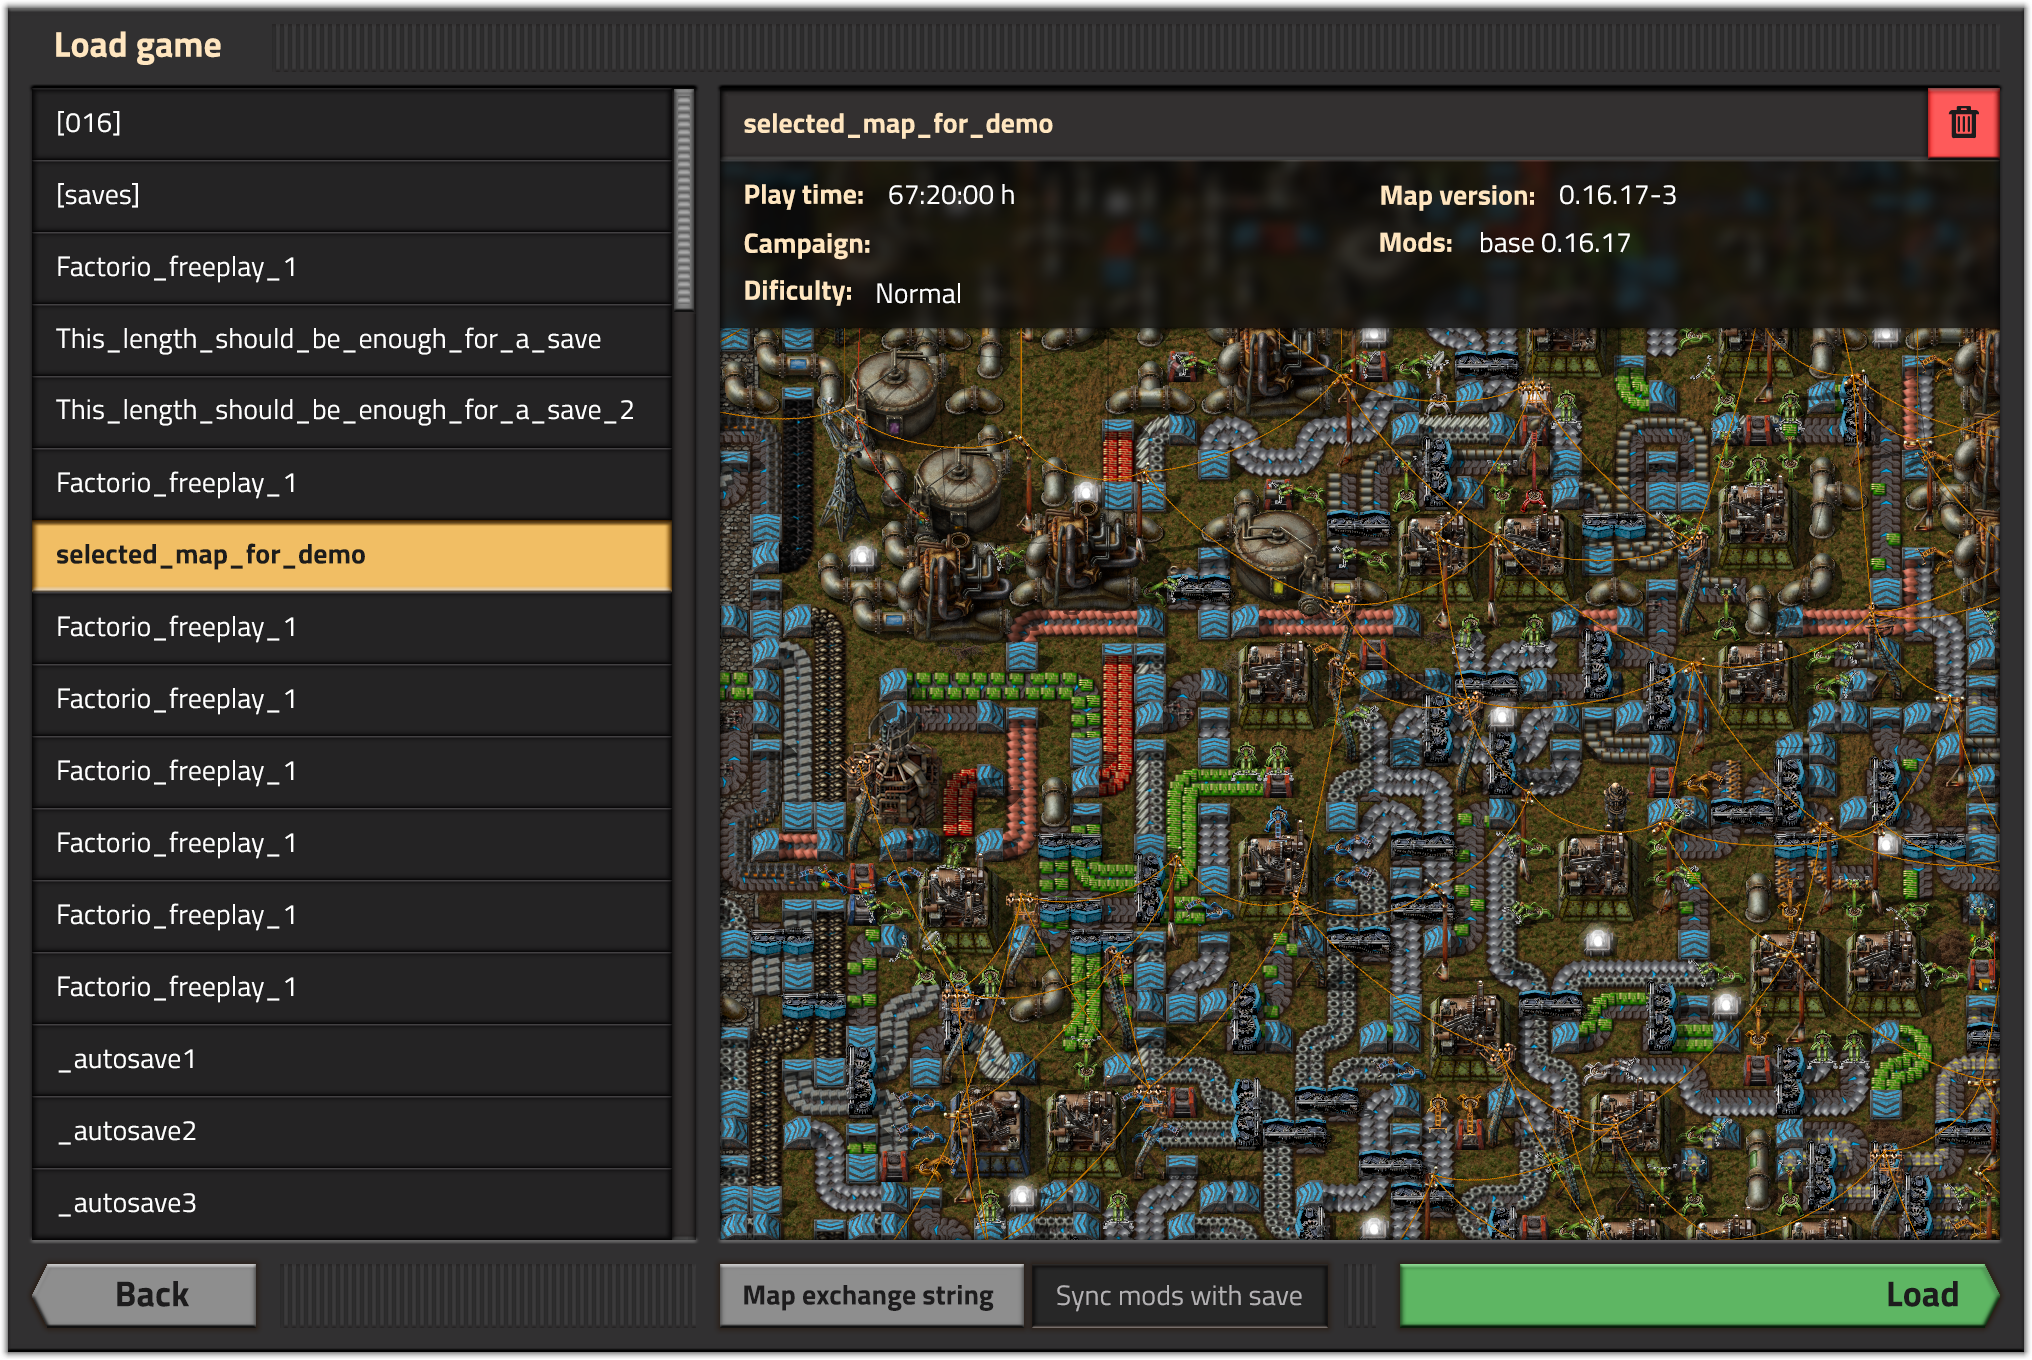 Load game
[016]
[saves]
Factorio_freeplay_1
This_length_should_be_enough_for_a_save
This_length_should_be_enough_for_a_save_2
Factorio_freeplay_1
selected_map_for_demo
Factorio_freeplay_1
Factorio_freeplay_1
Factorio_freeplay_1
Factorio_freeplay_1
Factorio_freeplay_1
Factorio_freeplay_1
_autosave1
_autosave2
_autosave3
selected_map_for_demo
Play time: 67:20:00 h
Map version: 0.16.17-3
Campaign:
Mods: base 0.16.17
Dificulty: Normal
Back
Map exchange string
Sync mods with save
Load